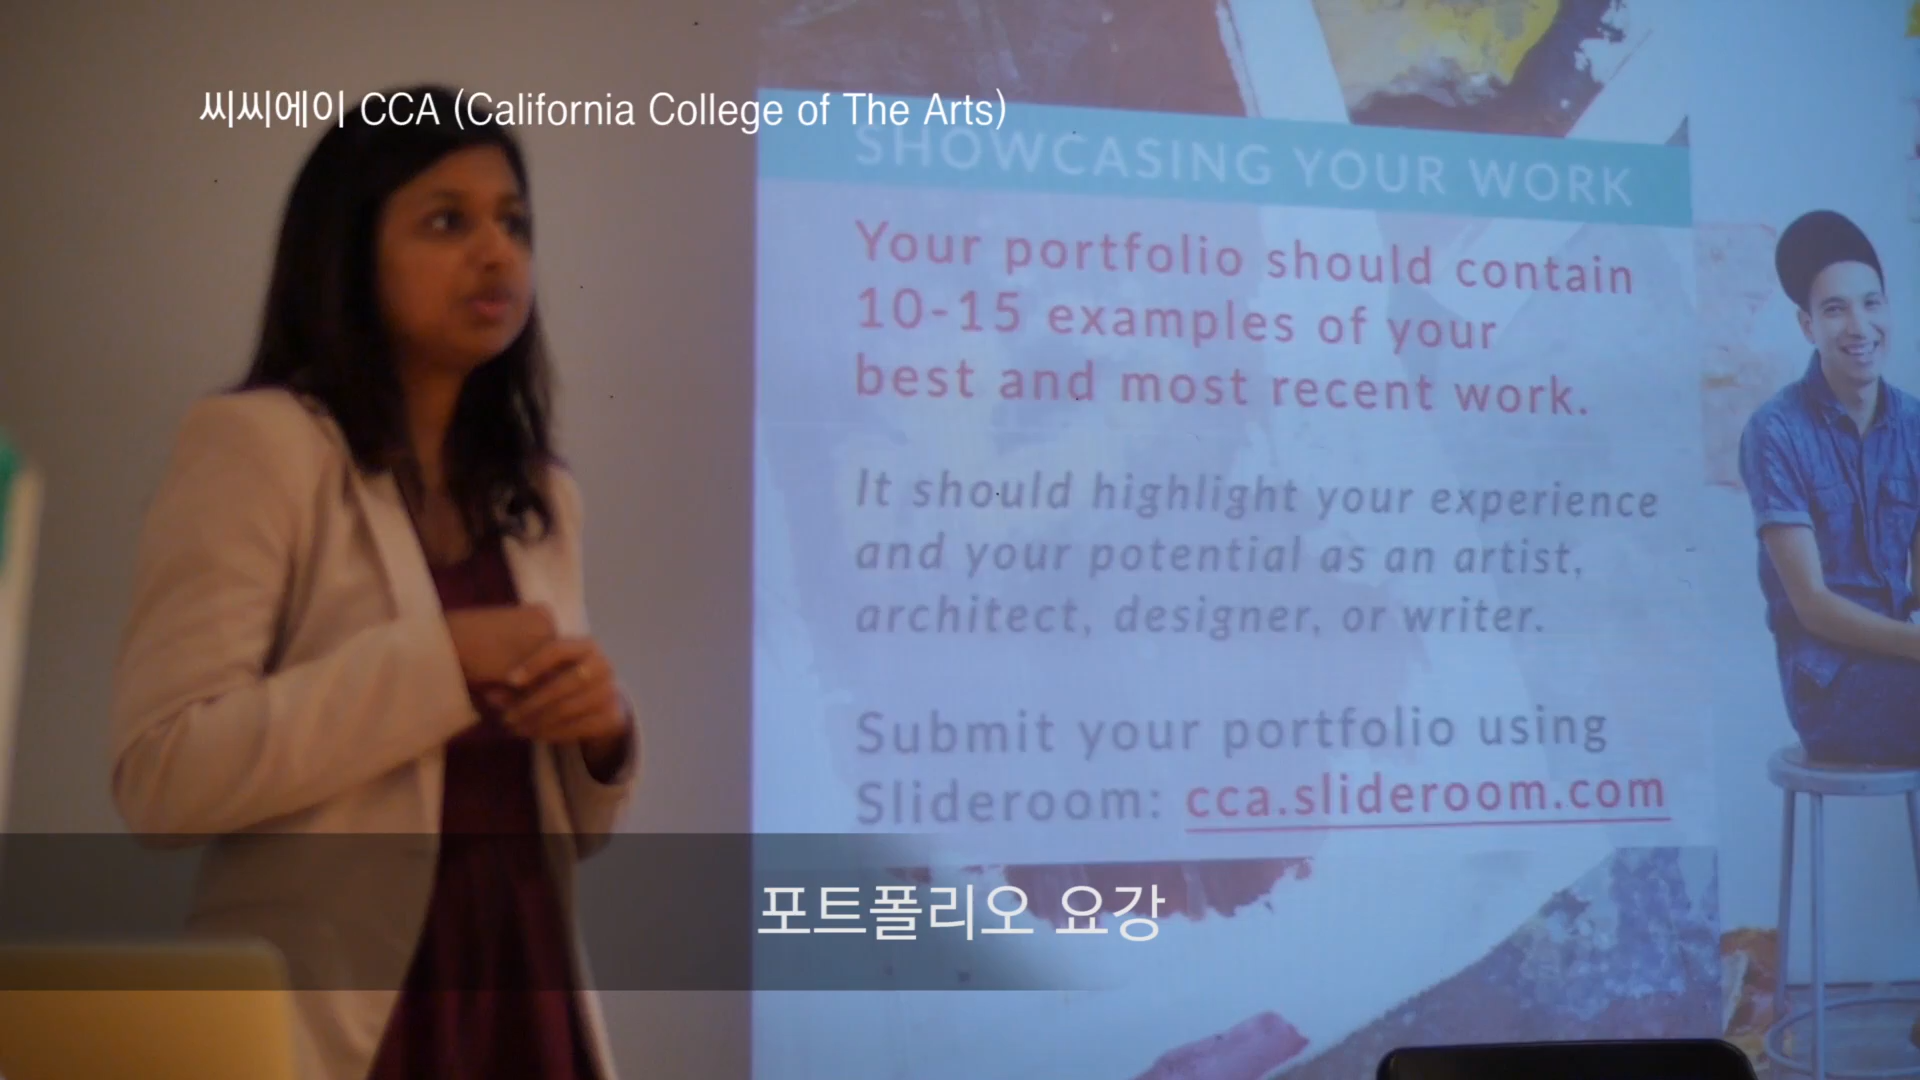 씨씨에이 CCA (California College of The Arts)
SHOWCASING YOUR WORK
Your portfolio should contain
10-15 examples of your
best and most recent work.
It should highlight your experience
and your potential as an artist,
architect, designer, or writer.
Submit your portfolio using
Slideroom: cca.slideroom.com
포트폴리오 요강